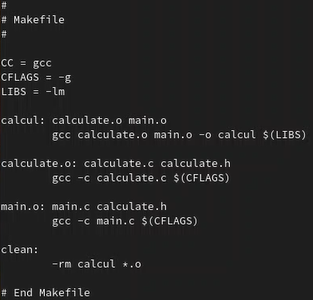 #
# Makefile
#

CC = gcc
CFLAGS = -g
LIBS = -lm

calcul: calculate.o main.o
        gcc calculate.o main.o -o calcul $(LIBS)

calculate.o: calculate.c calculate.h
        gcc -c calculate.c $(CFLAGS)

main.o: main.c calculate.h
        gcc -c main.c $(CFLAGS)

clean:
        -rm calcul *.o

# End Makefile